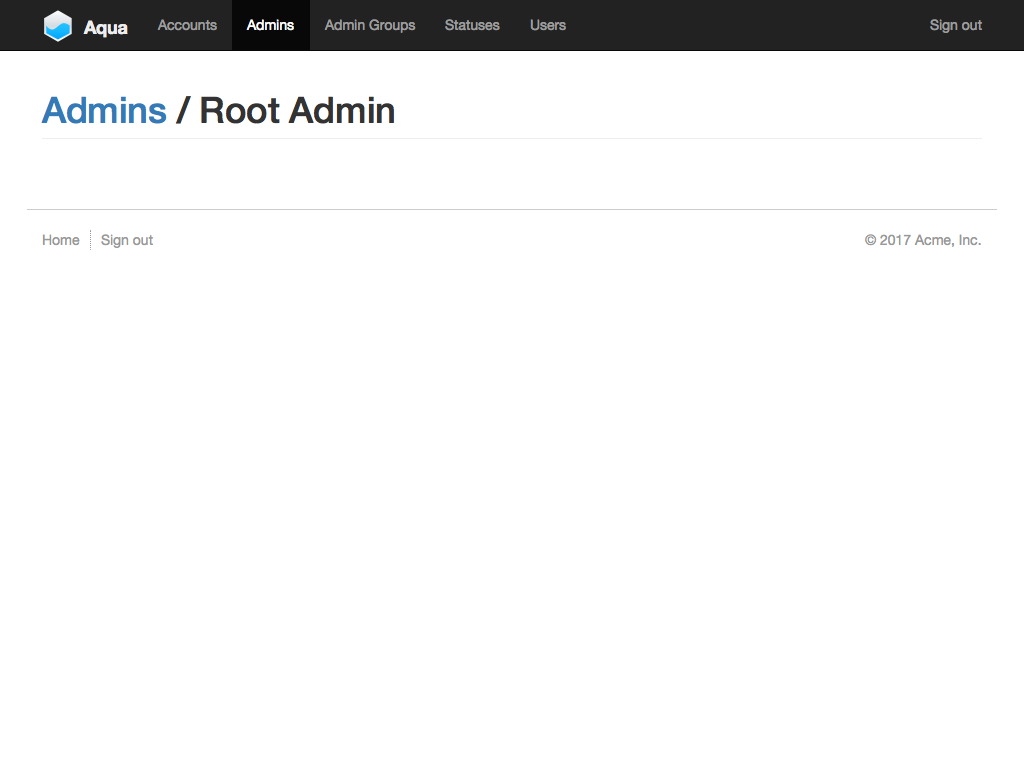 Aqua Accounts Admins Admin Groups Statuses Users Sign out
Admins / Root Admin
Home Sign out © 2017 Acme, Inc.